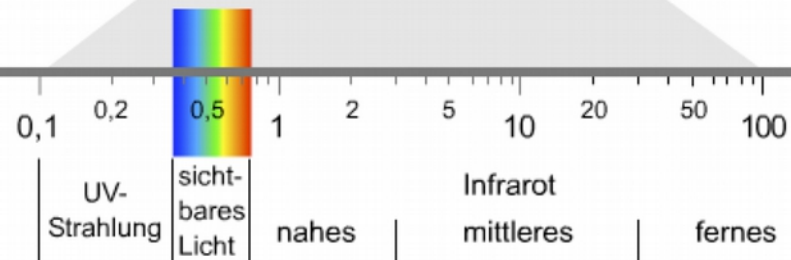 0,1 0,2 0,5 1 2 5 10 20 50 100
UV-
Strahlung
sicht-
bares
Licht
Infrarot
nahes mittleres fernes